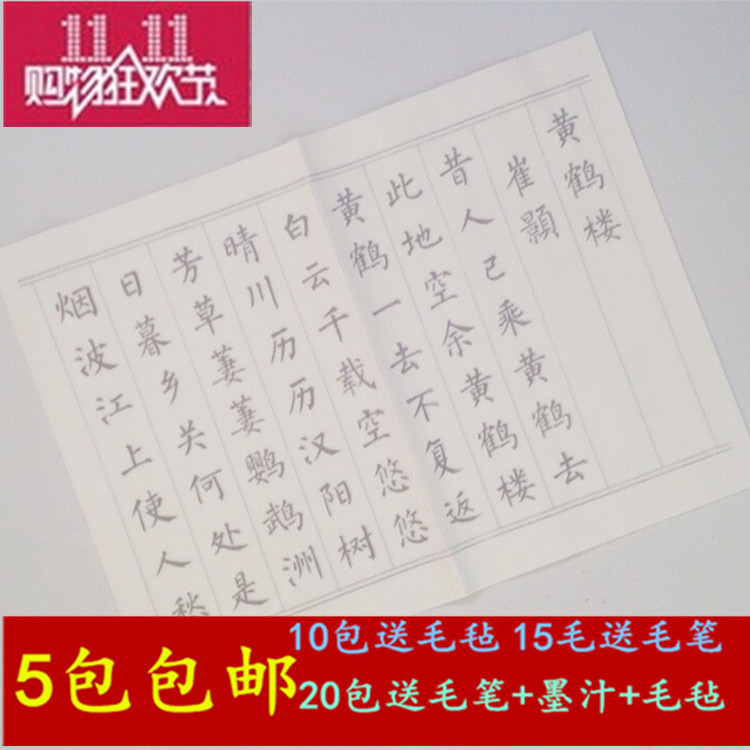 11.11
购物狂欢节
黄鹤楼
崔颢
昔人已乘黄鹤去
此地空余黄鹤楼
黄鹤一去不复返
白云千载空悠悠
晴川历历汉阳树
芳草萋萋鹦鹉洲
日暮乡关何处是
烟波江上使人愁
5包包邮
10包送毛毡 15毛送毛笔
20包送毛笔+墨汁+毛毡